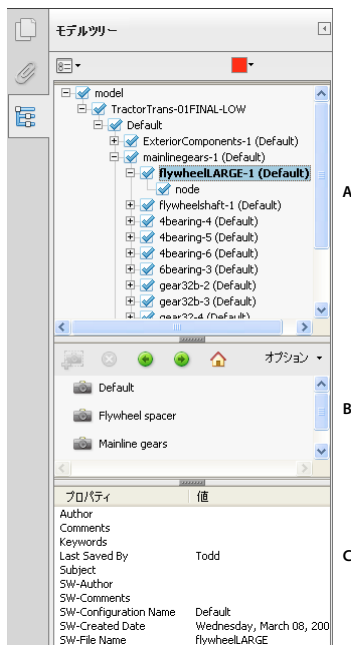 モデルツリー
model
TractorTrans-01FINAL-LOW
Default
ExteriorComponents-1 (Default)
mainlinegears-1 (Default)
flywheelLARGE-1 (Default)
node
flywheelshaft-1 (Default)
4bearing-4 (Default)
4bearing-5 (Default)
4bearing-6 (Default)
6bearing-3 (Default)
gear32b-2 (Default)
gear32b-3 (Default)
gear32-4 (Default)
A
オプション
Default
Flywheel spacer
Mainline gears
B
プロパティ 値
Author
Comments
Keywords
Last Saved By Todd
Subject
SW-Author
SW-Comments
SW-Configuration Name Default
SW-Created Date Wednesday, March 08, 200
SW-File Name flywheelLARGE
C